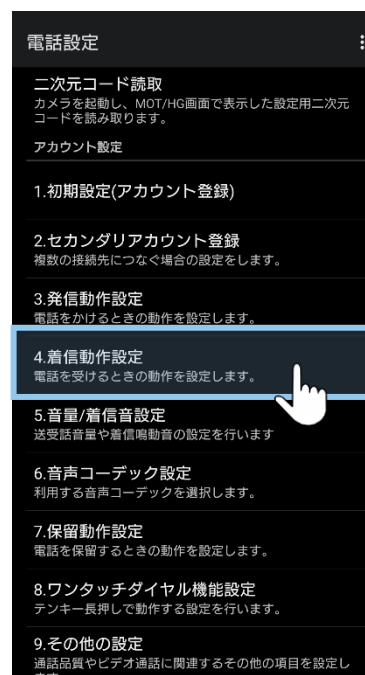 電話設定
二次元コード読取
カメラを起動し、MOT/HG画面で表示した設定用二次元
コードを読み取ります。
アカウント設定
1.初期設定(アカウント登録)
2.セカンダリアカウント登録
複数の接続先につなぐ場合の設定をします。
3.発信動作設定
電話をかけるときの動作を設定します。
4.着信動作設定
電話を受けるときの動作を設定します。
5.音量/着信音設定
送受話音量や着信鳴動音の設定を行います
6.音声コーデック設定
利用する音声コーデックを選択します。
7.保留動作設定
電話を保留するときの動作を設定します。
8.ワンタッチダイヤル機能設定
テンキー長押しで動作する設定を行います。
9.その他の設定
通話品質やビデオ通話に関連するその他の項目を設定し